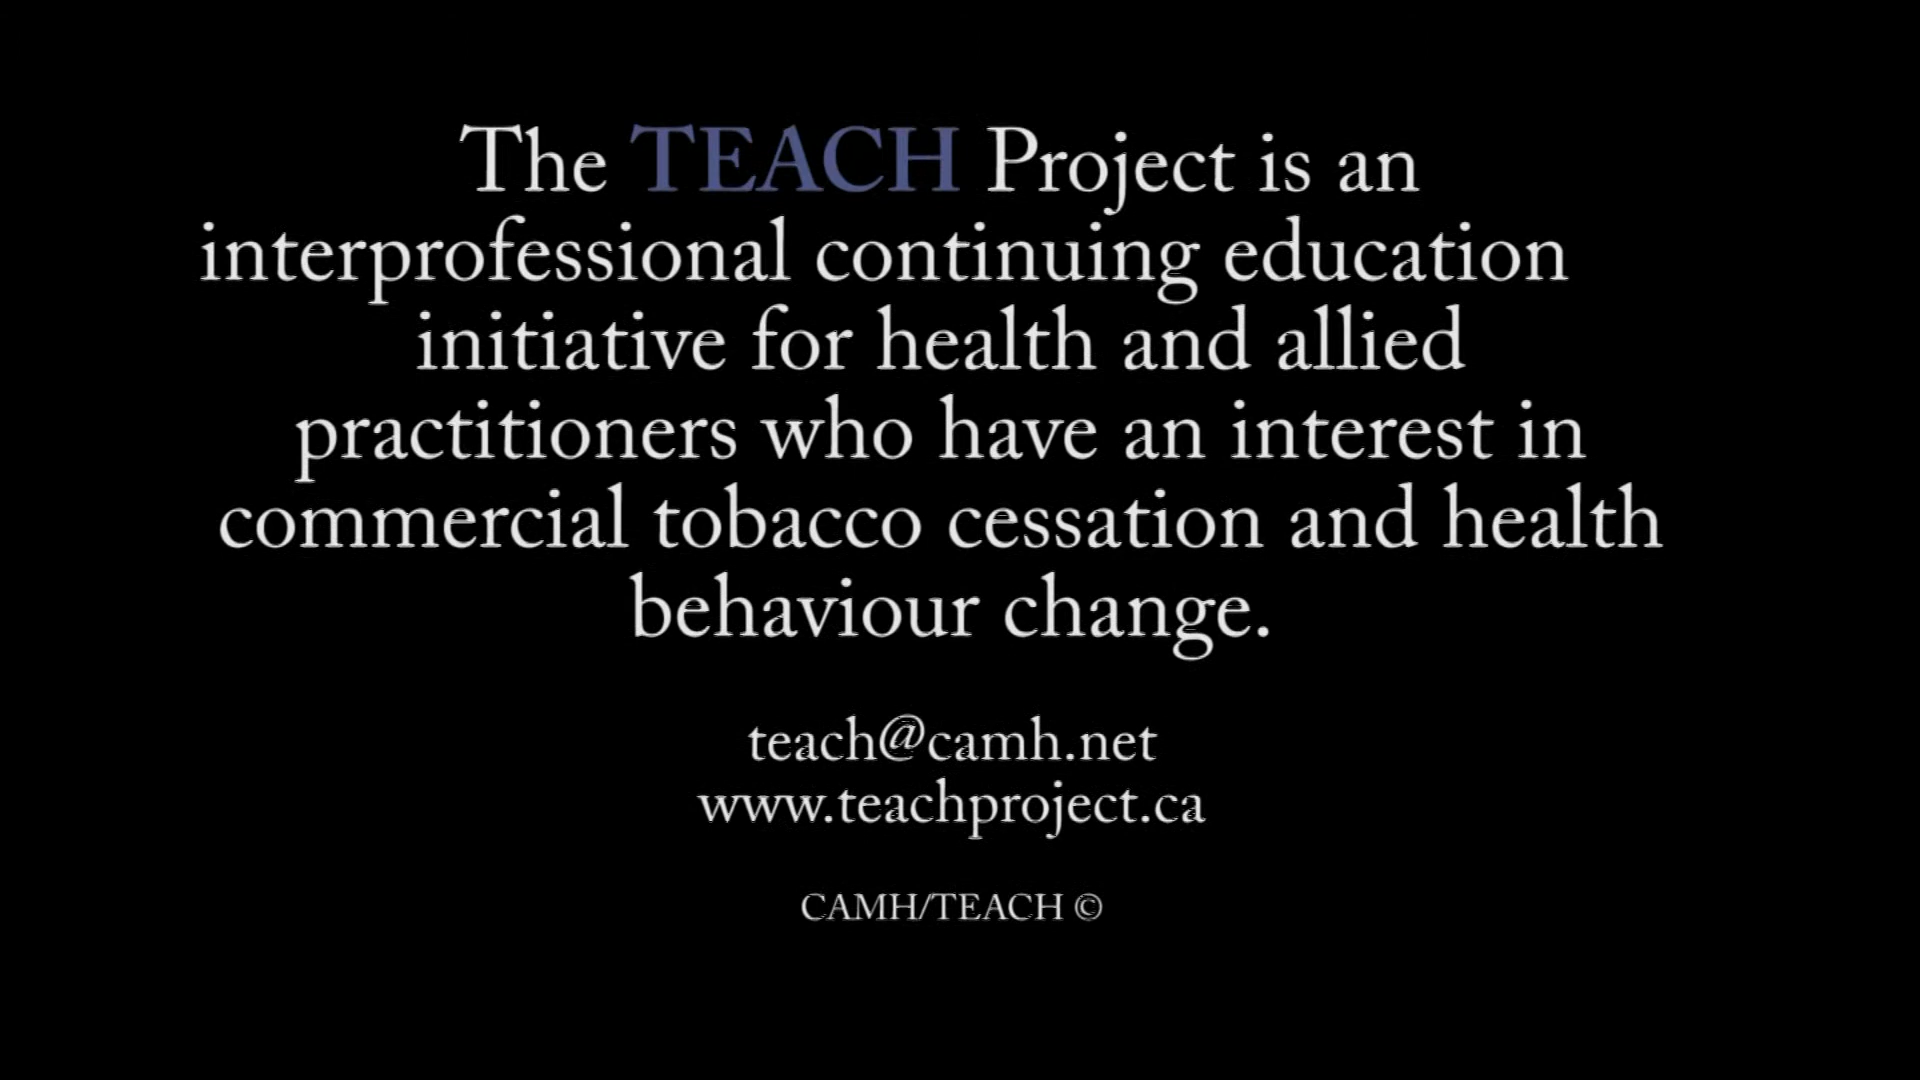 The TEACH Project is an
interprofessional continuing education
initiative for health and allied
practitioners who have an interest in
commercial tobacco cessation and health
behaviour change.
teach@camh.net
www.teachproject.ca
CAMH/TEACH ©